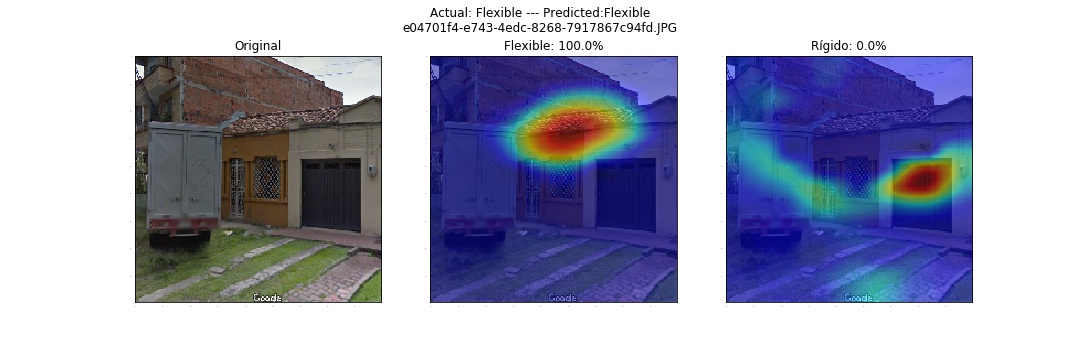 Actual: Flexible --- Predicted:Flexible
e04701f4-e743-4edc-8268-7917867c94fd.JPG
Original
Flexible: 100.0%
Rígido: 0.0%
Google
Google
Google